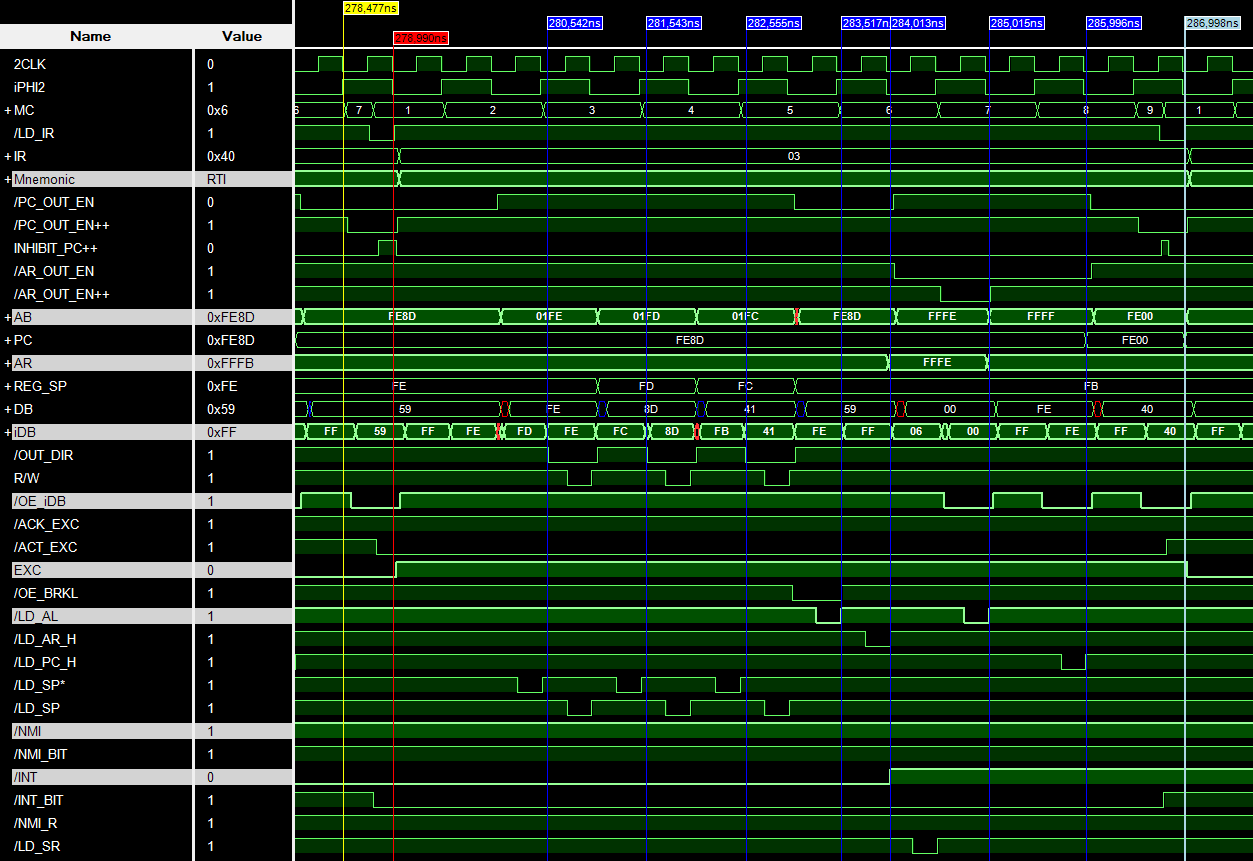 278,477ns
280,542ns 281,543ns 282,555ns 283,517n 284,013ns 285,015ns 285,996ns 286,998ns
Name Value 278,990ns
2CLK 0
iPHI2 1
+MC 0x6 6 7 1 2 3 4 5 6 7 8 9 1
/LD_IR 1
+IR 0x40 03
+Mnemonic RTI
/PC_OUT_EN 0
/PC_OUT_EN++ 1
INHIBIT_PC++ 0
/AR_OUT_EN 1
/AR_OUT_EN++ 1
+AB 0xFE8D FE8D 01FE 01FD 01FC FE8D FFFE FFFF FE00
+PC 0xFE8D FE8D FE00
+AR 0xFFFB FFFE
+REG_SP 0xFE FE FD FC FB
+DB 0x59 59 FE 8D 41 59 00 FE 40
+iDB 0xFF FF 59 FF FE FD FE FC 8D FB 41 FE FF 06 00 FF FE FF 40 FF
/OUT_DIR 1
R/W 1
/OE_iDB 1
/ACK_EXC 1
/ACT_EXC 1
EXC 0
/OE_BRKL 1
/LD_AL 1
/LD_AR_H 1
/LD_PC_H 1
/LD_SP* 1
/LD_SP 1
/NMI 1
/NMI_BIT 1
/INT 0
/INT_BIT 1
/NMI_R 1
/LD_SR 1